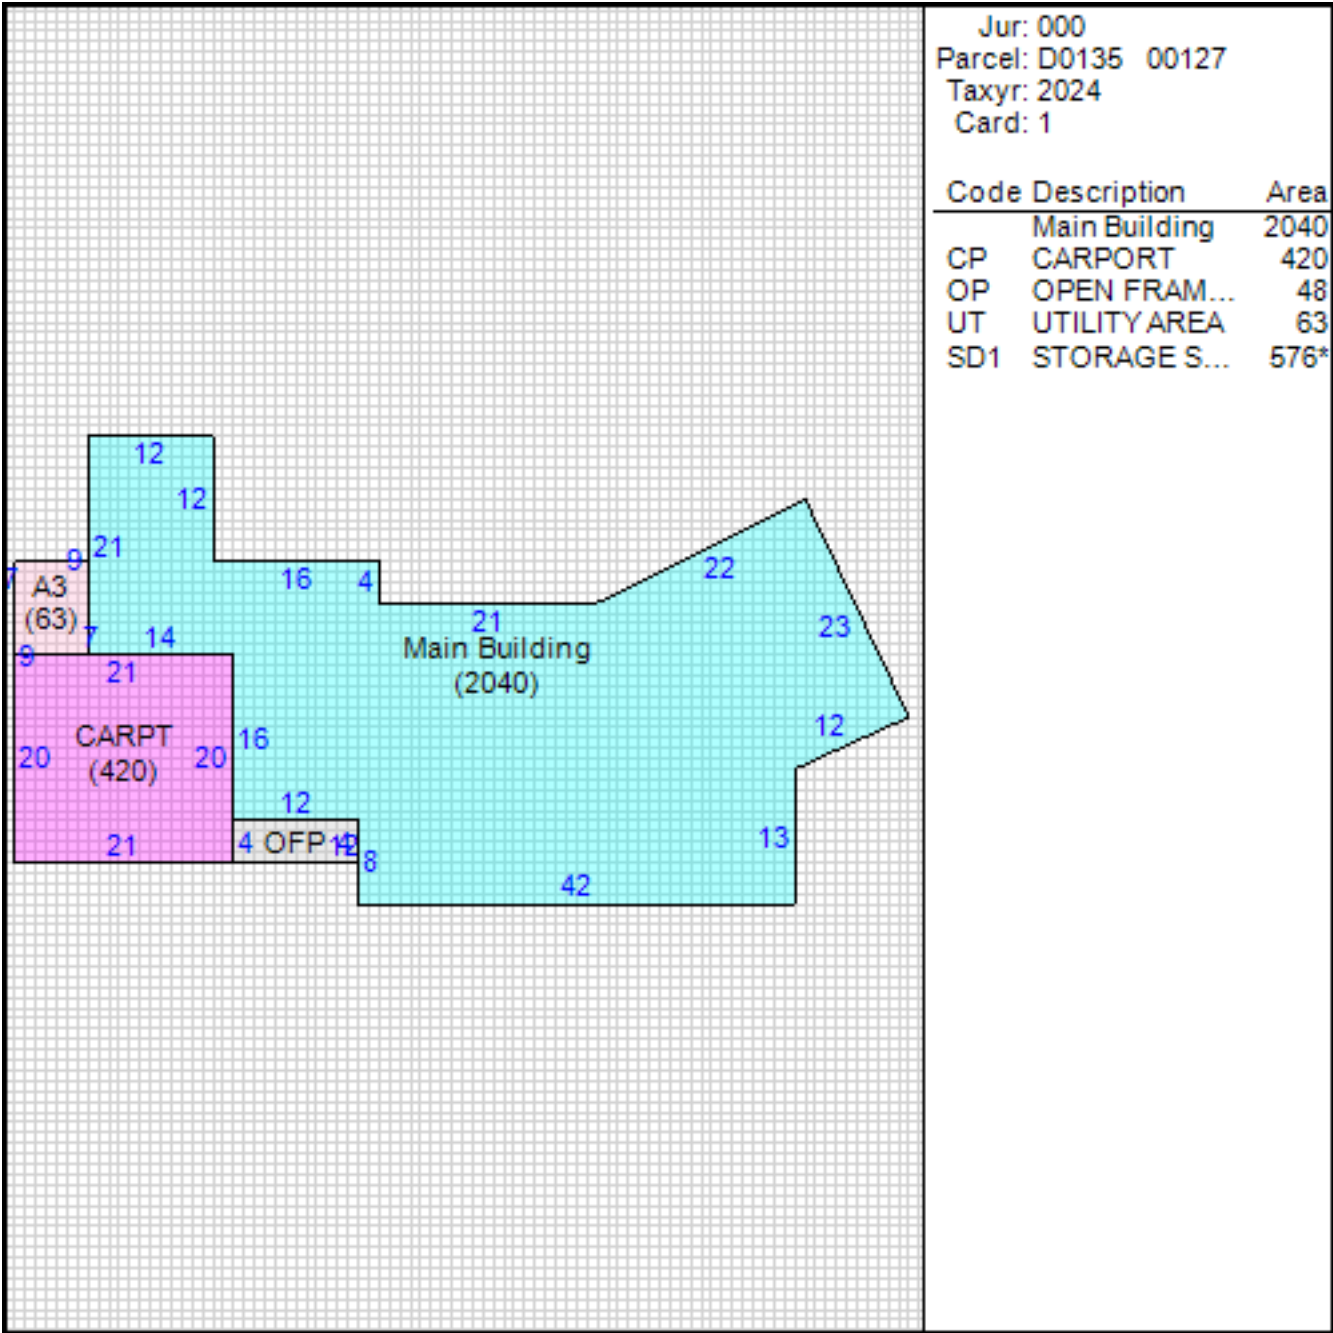 Jur: 000
Parcel: D0135 00127
Taxyr: 2024
Card: 1
Code Description Area
Main Building 2040
CP CARPORT 420
OP OPEN FRAM... 48
UT UTILITY AREA 63
SD1 STORAGE S... 576*
12
12
21
9
7
A3
(63)
16
4
22
21
23
7
14
9
21
Main Building
(2040)
12
CARPT
(420)
20
20
16
12
13
21
4
OFP
4
12
8
42